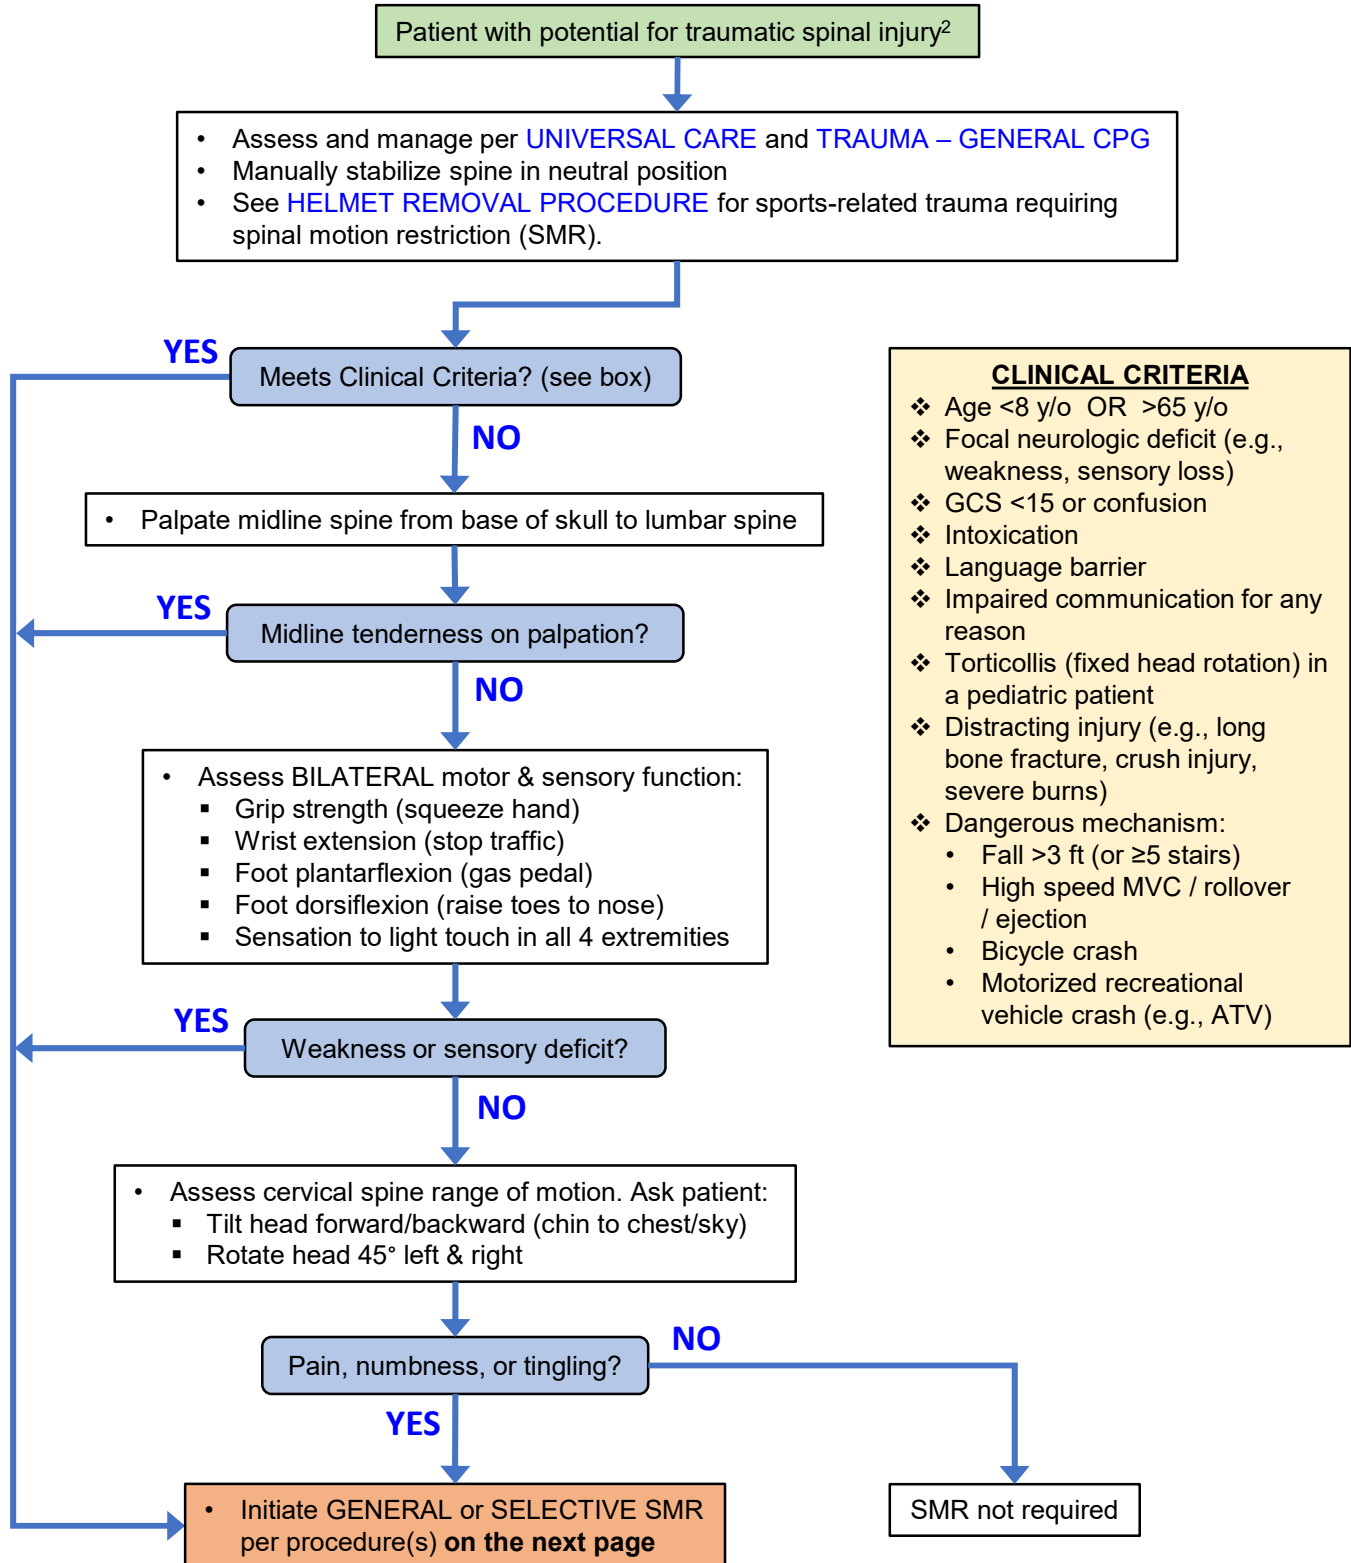 Patient with potential for traumatic spinal injury²
• Assess and manage per UNIVERSAL CARE and TRAUMA – GENERAL CPG
• Manually stabilize spine in neutral position
• See HELMET REMOVAL PROCEDURE for sports-related trauma requiring
spinal motion restriction (SMR).
YES
Meets Clinical Criteria? (see box)
NO
• Palpate midline spine from base of skull to lumbar spine
YES
Midline tenderness on palpation?
NO
• Assess BILATERAL motor & sensory function:
▪ Grip strength (squeeze hand)
▪ Wrist extension (stop traffic)
▪ Foot plantarflexion (gas pedal)
▪ Foot dorsiflexion (raise toes to nose)
▪ Sensation to light touch in all 4 extremities
YES
Weakness or sensory deficit?
NO
• Assess cervical spine range of motion. Ask patient:
▪ Tilt head forward/backward (chin to chest/sky)
▪ Rotate head 45° left & right
Pain, numbness, or tingling?
NO
YES
• Initiate GENERAL or SELECTIVE SMR
per procedure(s) on the next page
SMR not required
CLINICAL CRITERIA
❖ Age <8 y/o OR >65 y/o
❖ Focal neurologic deficit (e.g.,
weakness, sensory loss)
❖ GCS <15 or confusion
❖ Intoxication
❖ Language barrier
❖ Impaired communication for any
reason
❖ Torticollis (fixed head rotation) in
a pediatric patient
❖ Distracting injury (e.g., long
bone fracture, crush injury,
severe burns)
❖ Dangerous mechanism:
• Fall >3 ft (or ≥5 stairs)
• High speed MVC / rollover
/ ejection
• Bicycle crash
• Motorized recreational
vehicle crash (e.g., ATV)